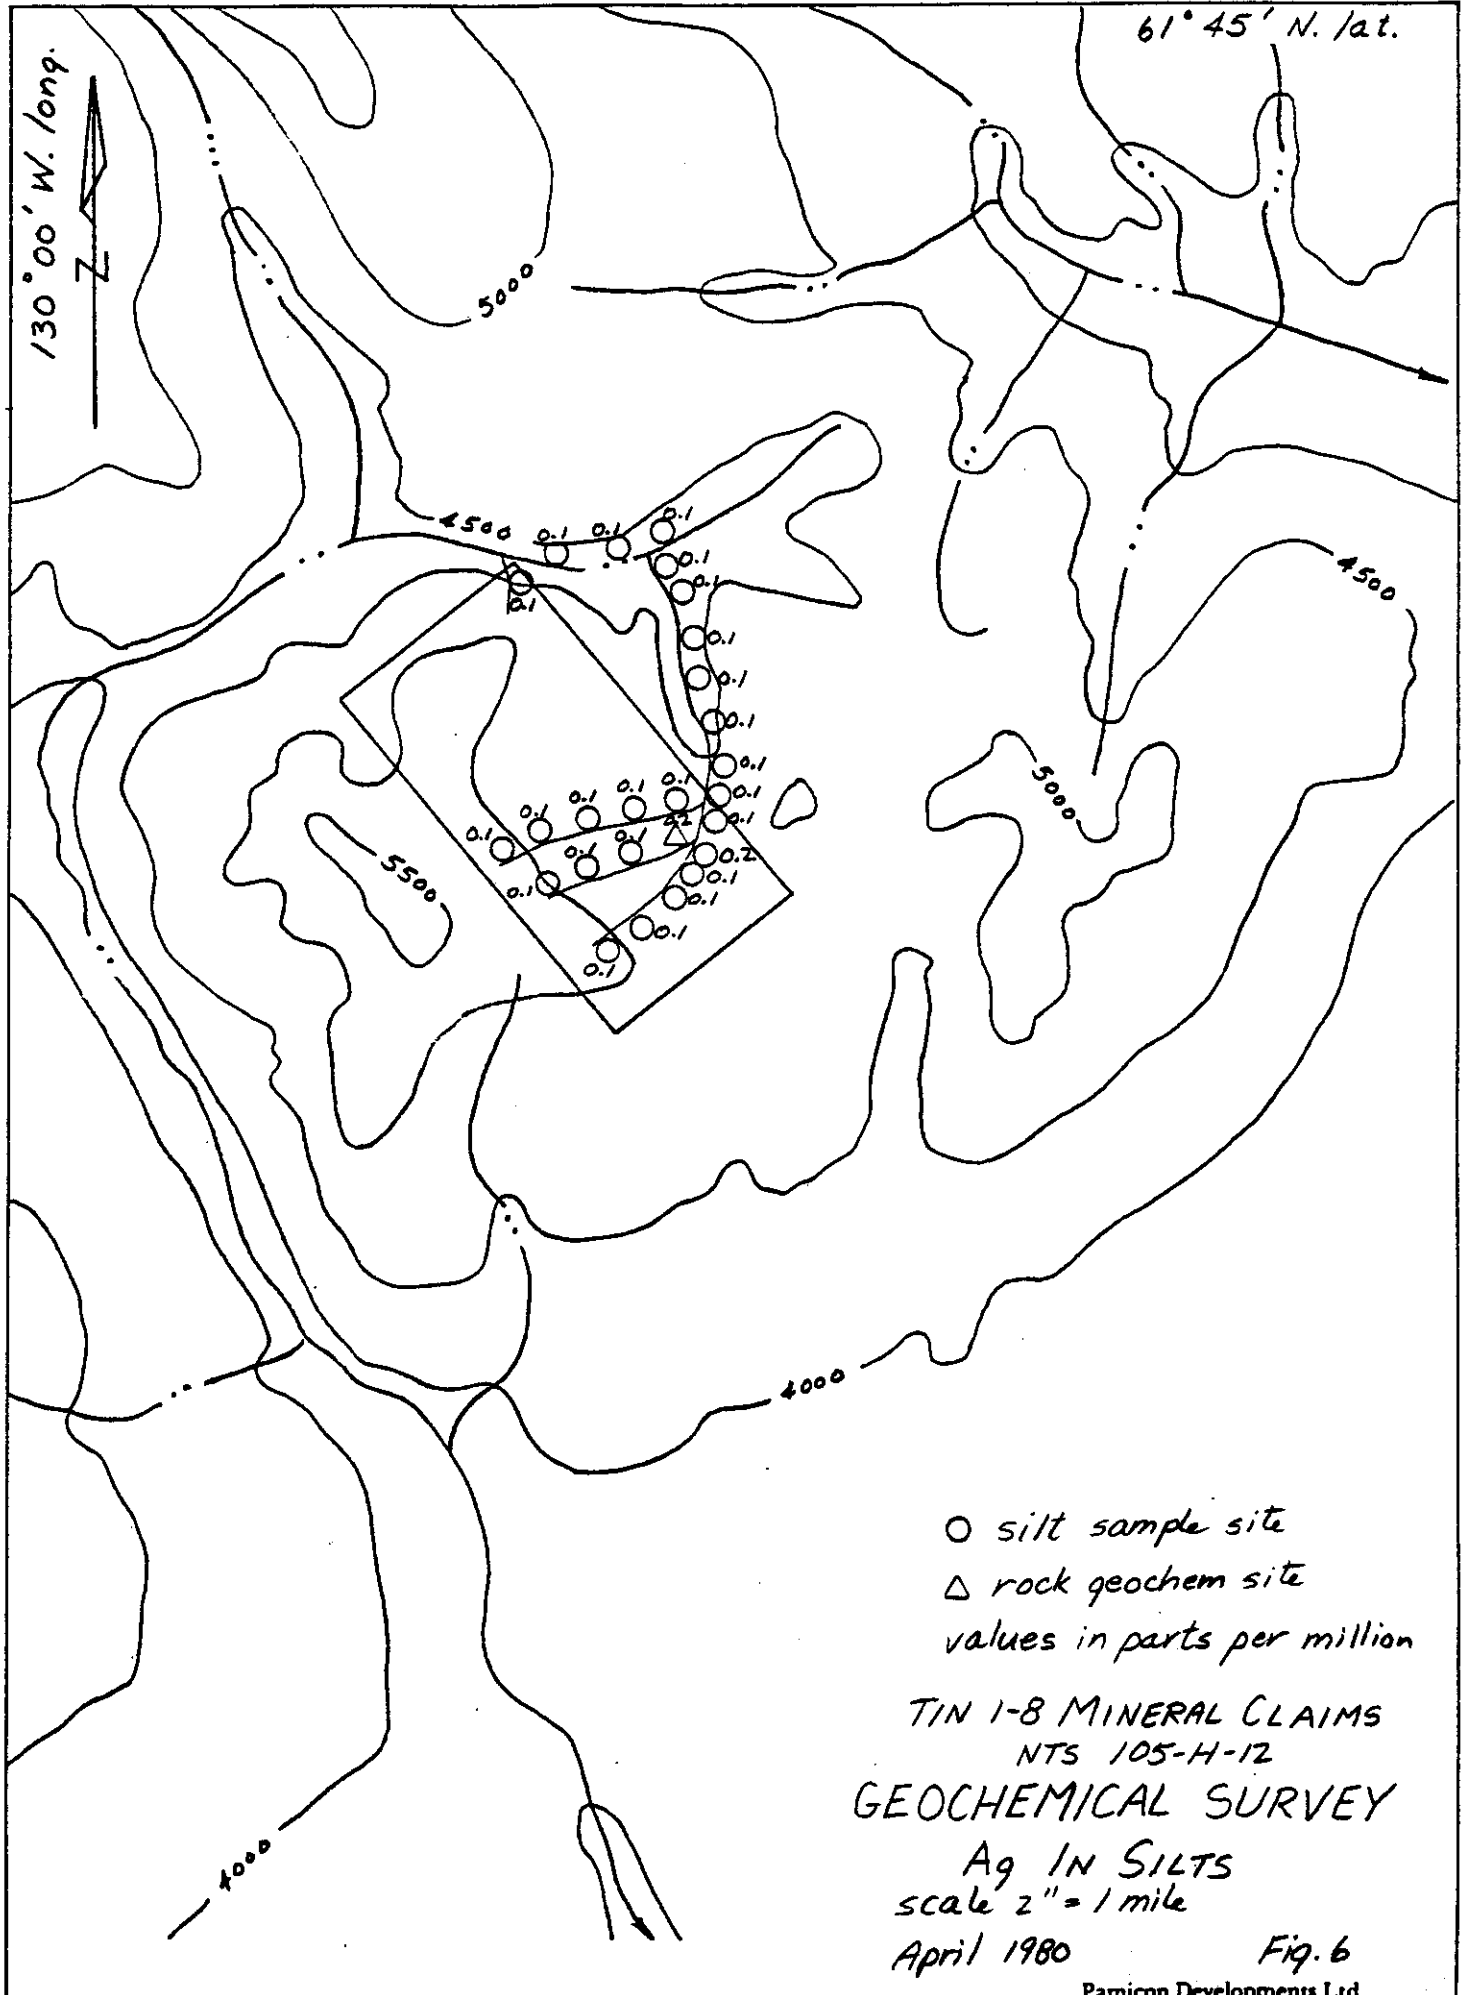 61° 45' N. lat.
130° 00' W. long.
N
5000
4500
0.1
0.1
0.1
0.1
0.1
0.1
4500
0.1
0.1
0.1
0.1
5000
0.1
0.1
0.1
0.1
0.1
0.1
0.1
0.1
0.2
0.1
0.1
0.2
5500
0.1
0.1
0.1
0.1
0.1
0.1
4000
silt sample site
rock geochem site
values in parts per million
TIN 1-8 MINERAL CLAIMS
NTS 105-H-12
GEOCHEMICAL SURVEY
Ag IN SILTS
scale 2" = 1 mile
4000
April 1980 Fig. 6
Pamicon Developments Ltd.